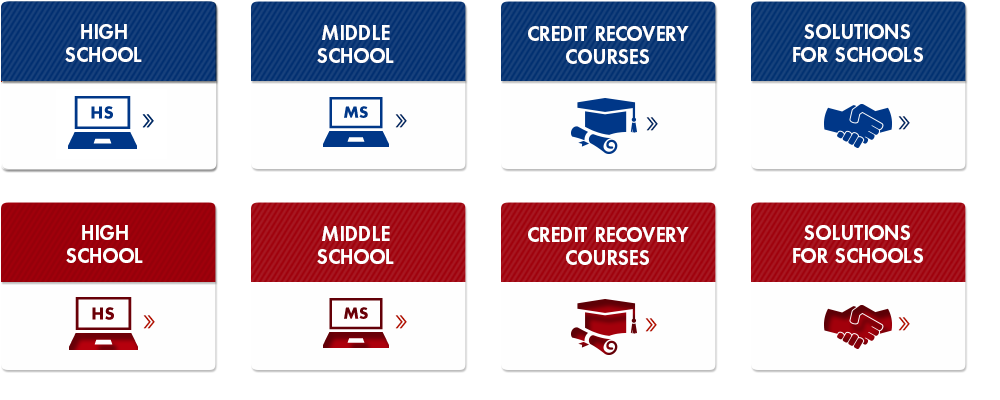 HIGH
SCHOOL
HS
MIDDLE
SCHOOL
MS
CREDIT RECOVERY
COURSES
SOLUTIONS
FOR SCHOOLS
HIGH
SCHOOL
HS
MIDDLE
SCHOOL
MS
CREDIT RECOVERY
COURSES
SOLUTIONS
FOR SCHOOLS